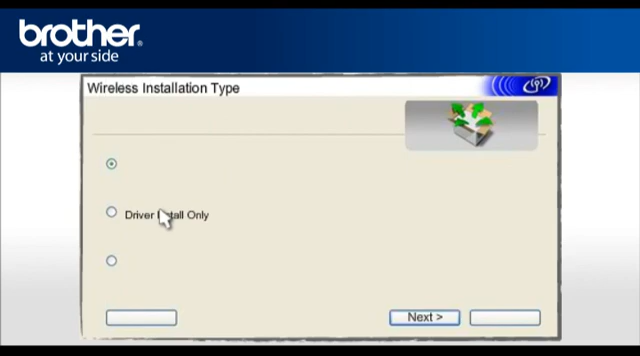 brother
at your side
Wireless Installation Type
Driver Install Only
Next >